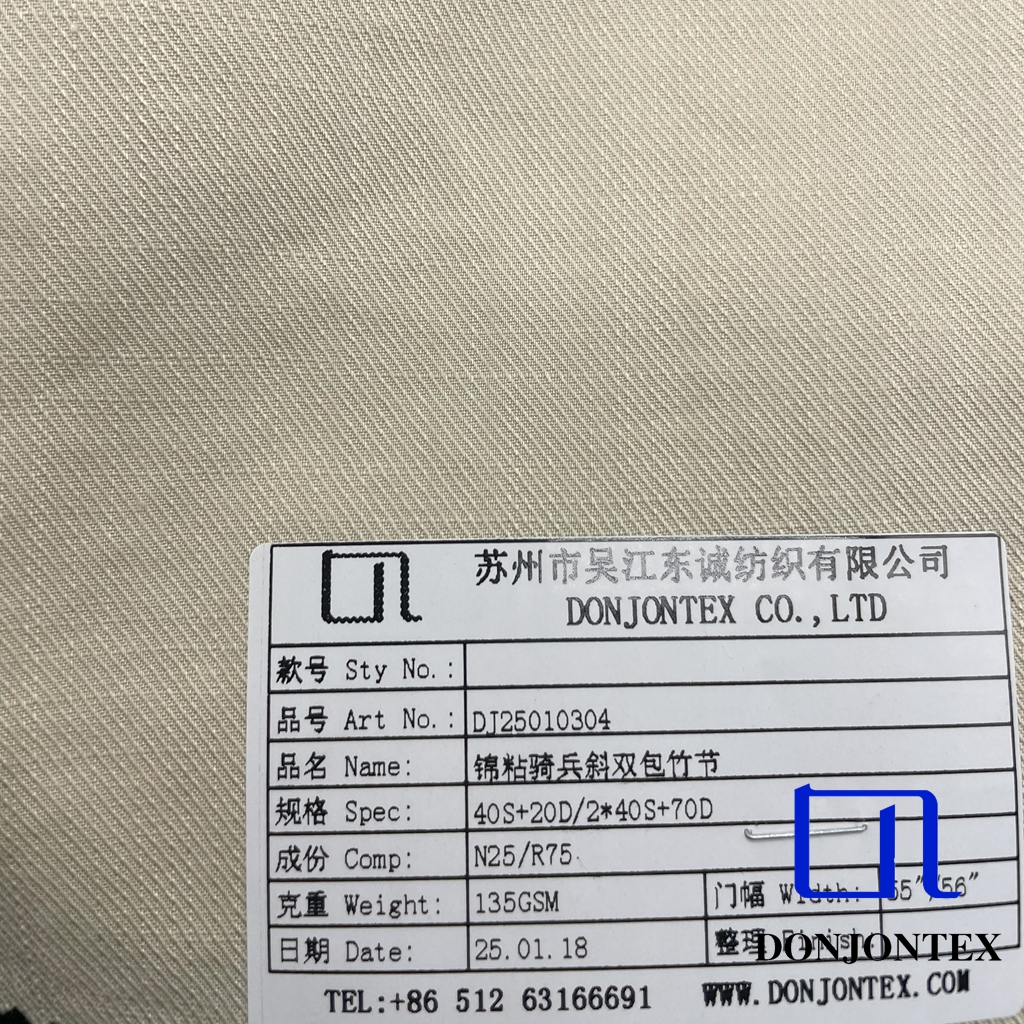 苏州市吴江东诚纺织有限公司
DONJONTEX CO.,LTD
款号 Sty No.:
品号 Art No.: DJ25010304
品名 Name: 锦粘骑兵斜双包竹节
规格 Spec: 40S+20D/2*40S+70D
成份 Comp: N25/R75
克重 Weight: 135GSM 门幅 Width: 55"/56"
日期 Date: 25.01.18 整理 Finish
DONJONTEX
TEL:+86 512 63166691 WWW.DONJONTEX.COM